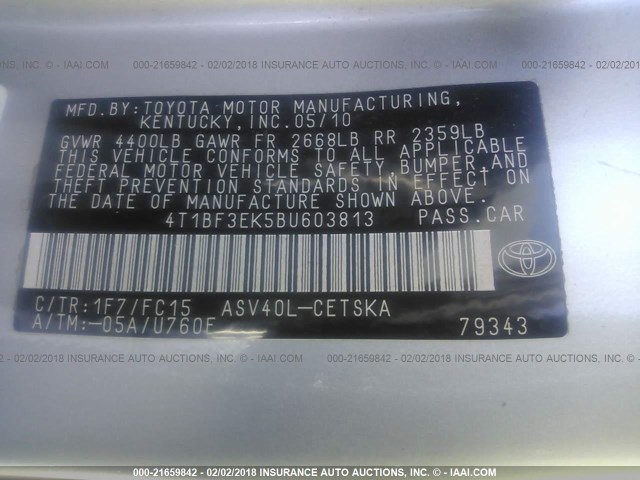 INC. - IAAI.COM 000-21659842 - 02/02/2018 INSURANCE AUTO AUCTIONS, INC. - IAAI.COM
MFD.BY:TOYOTA MOTOR MANUFACTURING,
KENTUCKY, INC.05/10
GVWR 4400LB GAWR FR 2668LB RR 2359LB
THIS VEHICLE CONFORMS TO ALL APPLICABLE
FEDERAL MOTOR VEHICLE SAFETY, BUMPER, AND
THEFT PREVENTION STANDARDS IN EFFECT ON
THE DATE OF MANUFACTURE SHOWN ABOVE.
4T1BF3EK5BU603813 PASS.CAR
TOYOTA
C/TR:1F7/FC15 ASV40L-CETSKA
A/TM:-05A/U760E 79343
000-21659842 - 02/02/2018 INSURANCE AUTO AUCTIONS, INC. - IAAI.COM
000-21659842 - 02/02/2018 INSURANCE AUTO AUCTIONS, INC. - IAAI.COM